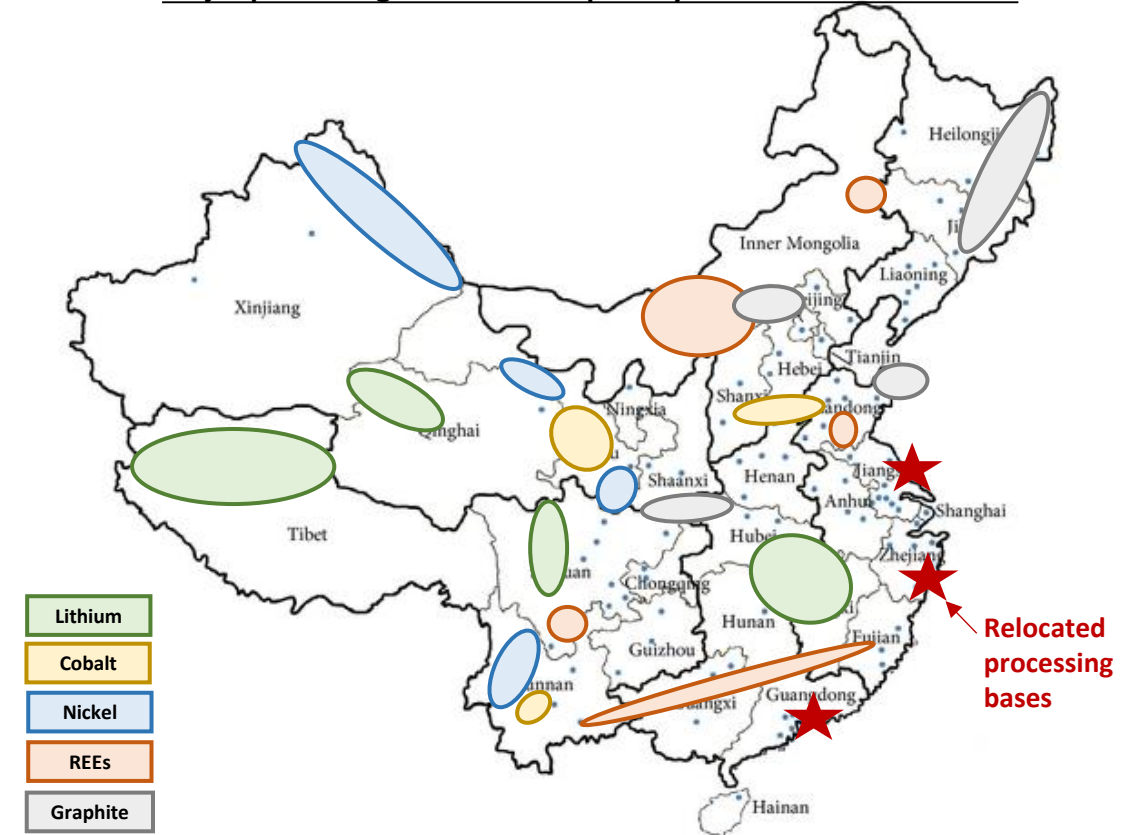 Heilongji
Inner Mongolia
Liaoning
Xinjiang
Tianjin
Hebei
Shanxi
Ningxia
Shaanxi
Henan
Anhui
Shanghai
Tibet
Hubei
Zhejiang
Chongqing
Hunan
Guizhou
Fujian
Guangdong
Hainan
Lithium
Cobalt
Nickel
REEs
Graphite
Relocated
processing
bases